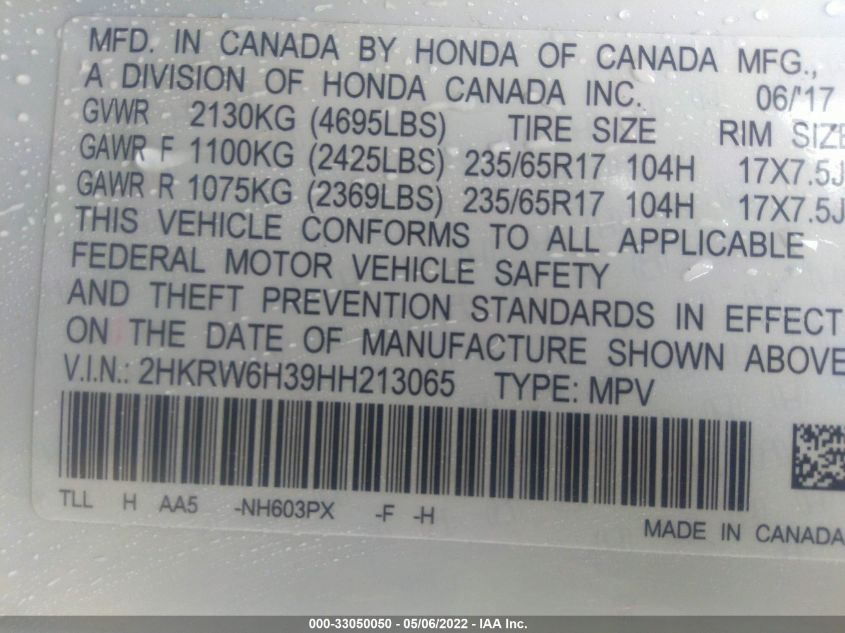 MFD. IN CANADA BY HONDA OF CANADA MFG.,
A DIVISION OF HONDA CANADA INC. 06/'17
GVWR 2130KG (4695LBS) TIRE SIZE RIM SIZE
GAWR F 1100KG (2425LBS) 235/65R17 104H 17X7.5J
GAWR R 1075KG (2369LBS) 235/65R17 104H 17X7.5J
THIS VEHICLE CONFORMS TO ALL APPLICABLE
FEDERAL MOTOR VEHICLE SAFETY
AND THEFT PREVENTION STANDARDS IN EFFECT
ON THE DATE OF MANUFACTURE SHOWN ABOVE
V.I.N.: 2HKRW6H39HH213065 TYPE: MPV
TLL H AA5 -NH603PX -F -H
MADE IN CANADA
000-33050050 - 05/06/2022 - IAA Inc.